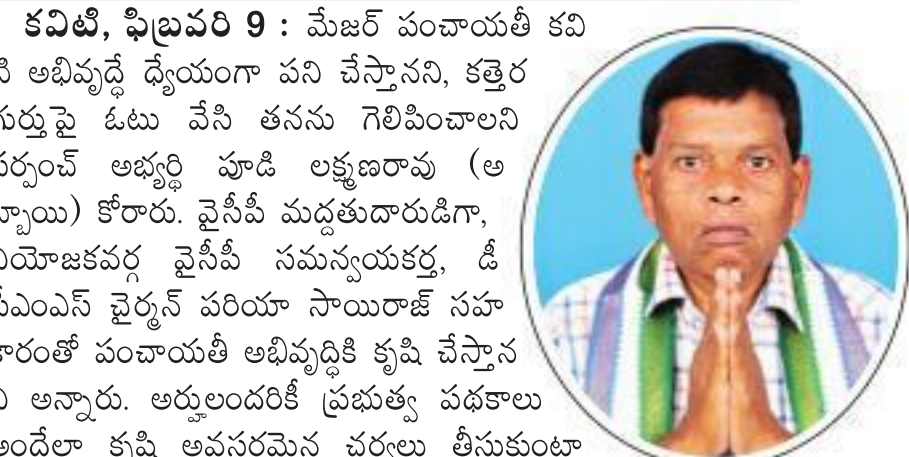 కవిటి, ఫిబ్రవరి 9 : మేజర్ పంచాయతీ కవి
టి అభివృద్ధే ధ్యేయంగా పని చేస్తానని, కత్తెర
గుర్తుపై ఓటు వేసి తనను గెలిపించాలని
సర్పంచ్ అభ్యర్థి పూడి లక్ష్మణరావు (అ
బ్బాయి) కోరారు. వైసీపీ మద్దతుదారుడిగా,
నియోజకవర్గ వైసీపీ సమన్వయకర్త, డీ
సీఎంఎస్ చైర్మన్ పరియా సాయిరాజ్ సహ
కారంతో పంచాయతీ అభివృద్ధికి కృషి చేస్తాన
ని అన్నారు. అర్హులందరికీ ప్రభుత్వ పథకాలు
అందేలా కృషి అవసరమైన చర్యలు తీసుకుంటా